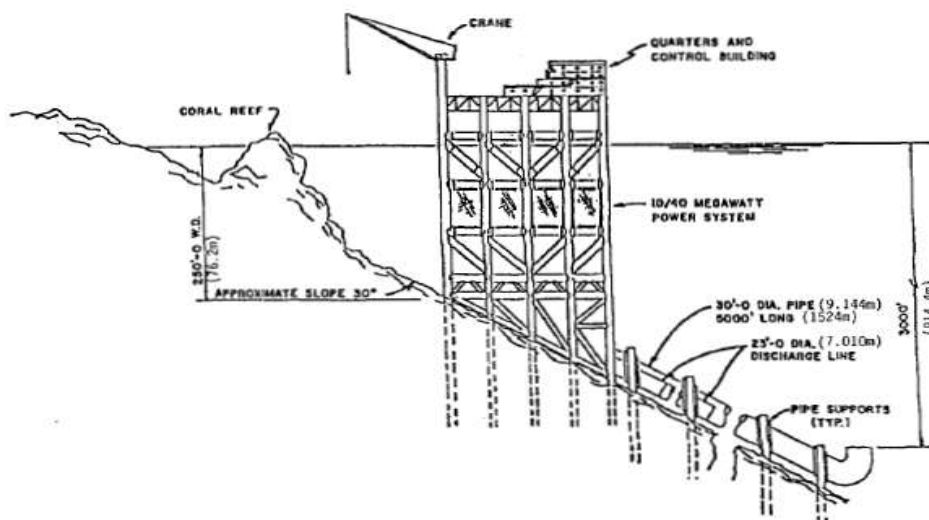 CRANE
QUARTERS AND
CONTROL BUILDING
CORAL REEF
10/40 MEGAWATT
POWER SYSTEM
250'-0 W.D.
(76.2m)
APPROXIMATE SLOPE 30°
30'-0 DIA. PIPE (9.144m)
5000' LONG (1524m)
23'-0 DIA. (7.010m)
DISCHARGE LINE
3000'
PIPE SUPPORTS
(TYP.)